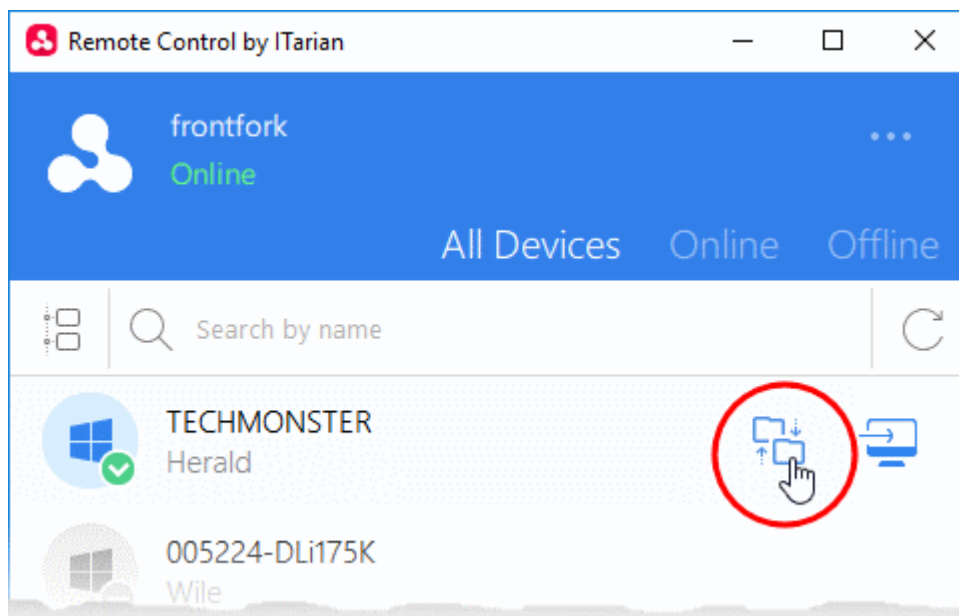 Remote Control by ITarian
frontfork
Online
All Devices Online Offline
Search by name
TECHMONSTER
Herald
005224-DLi175K
Wile